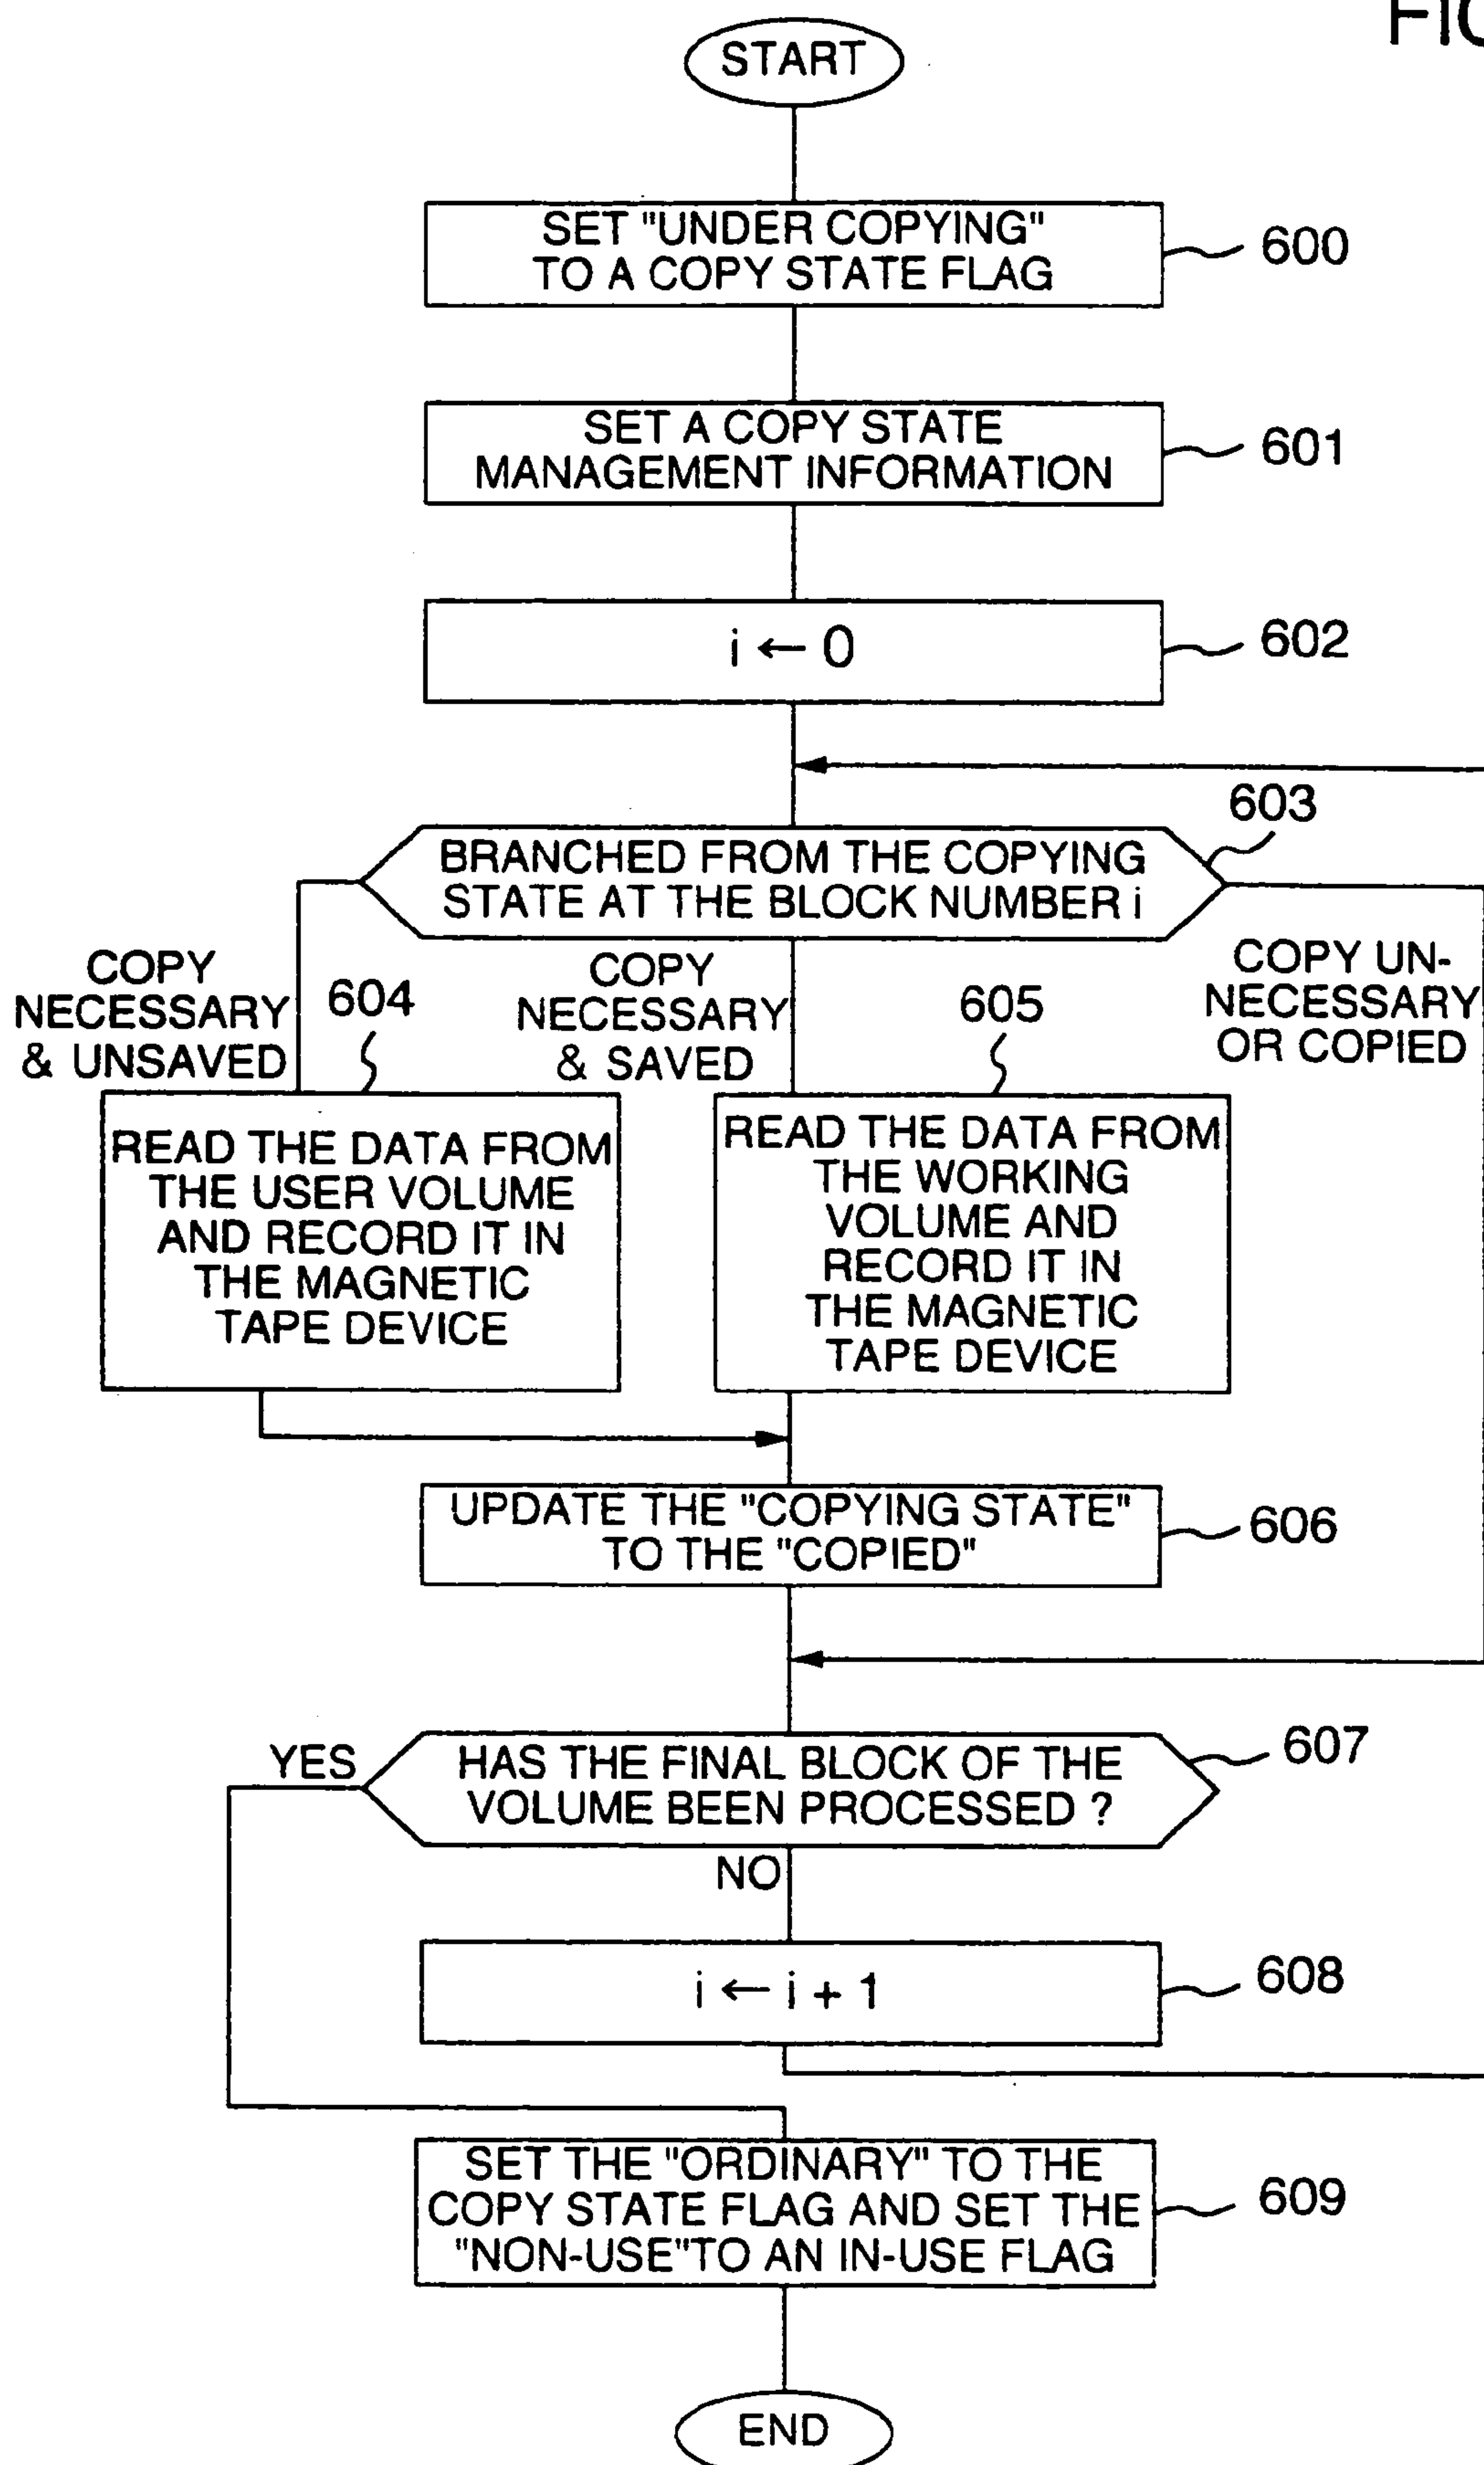 FIG
START
SET "UNDER COPYING"
TO A COPY STATE FLAG
600
SET A COPY STATE
MANAGEMENT INFORMATION
601
i ← 0
602
603
BRANCHED FROM THE COPYING
STATE AT THE BLOCK NUMBER i
COPY
NECESSARY
& UNSAVED
604
COPY
NECESSARY
& SAVED
605
COPY UN-
NECESSARY
OR COPIED
READ THE DATA FROM
THE USER VOLUME
AND RECORD IT IN
THE MAGNETIC
TAPE DEVICE
READ THE DATA FROM
THE WORKING
VOLUME AND
RECORD IT IN
THE MAGNETIC
TAPE DEVICE
UPDATE THE "COPYING STATE"
TO THE "COPIED"
606
YES
HAS THE FINAL BLOCK OF THE
VOLUME BEEN PROCESSED ?
607
NO
i ← i + 1
608
SET THE "ORDINARY" TO THE
COPY STATE FLAG AND SET THE
"NON-USE"TO AN IN-USE FLAG
609
END